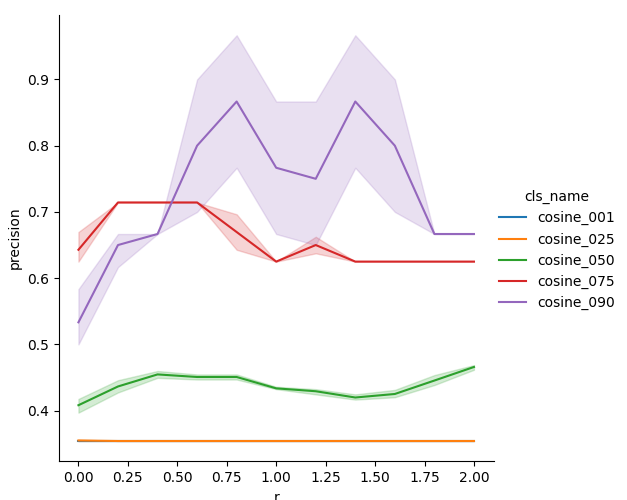 precision
0.9
0.8
0.7
0.6
0.5
0.4
0.00 0.25 0.50 0.75 1.00 1.25 1.50 1.75 2.00
r
cls_name
cosine_001
cosine_025
cosine_050
cosine_075
cosine_090